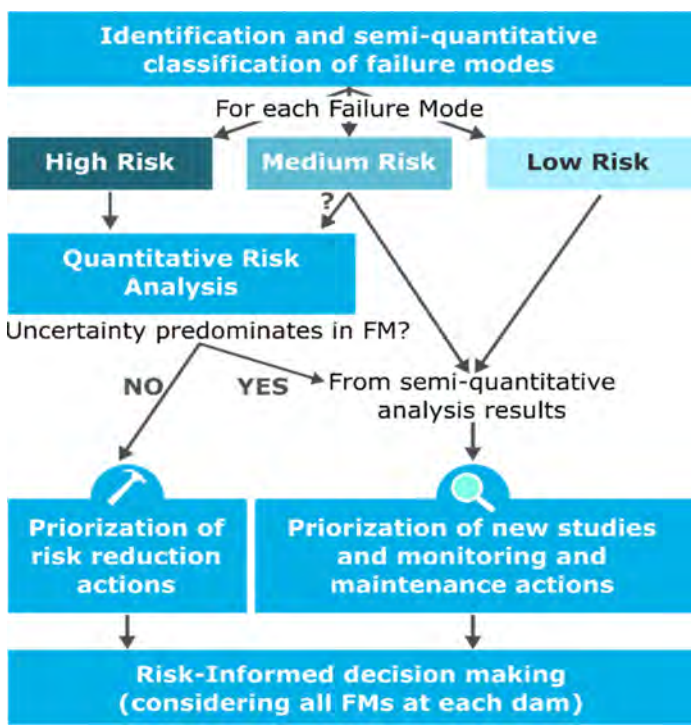 Identification and semi-quantitative
classification of failure modes
For each Failure Mode
High Risk
Medium Risk
Low Risk
?
Quantitative Risk
Analysis
Uncertainty predominates in FM?
NO
YES
From semi-quantitative
analysis results
Priorization of
risk reduction
actions
Priorization of new studies
and monitoring and
maintenance actions
Risk-Informed decision making
(considering all FMs at each dam)